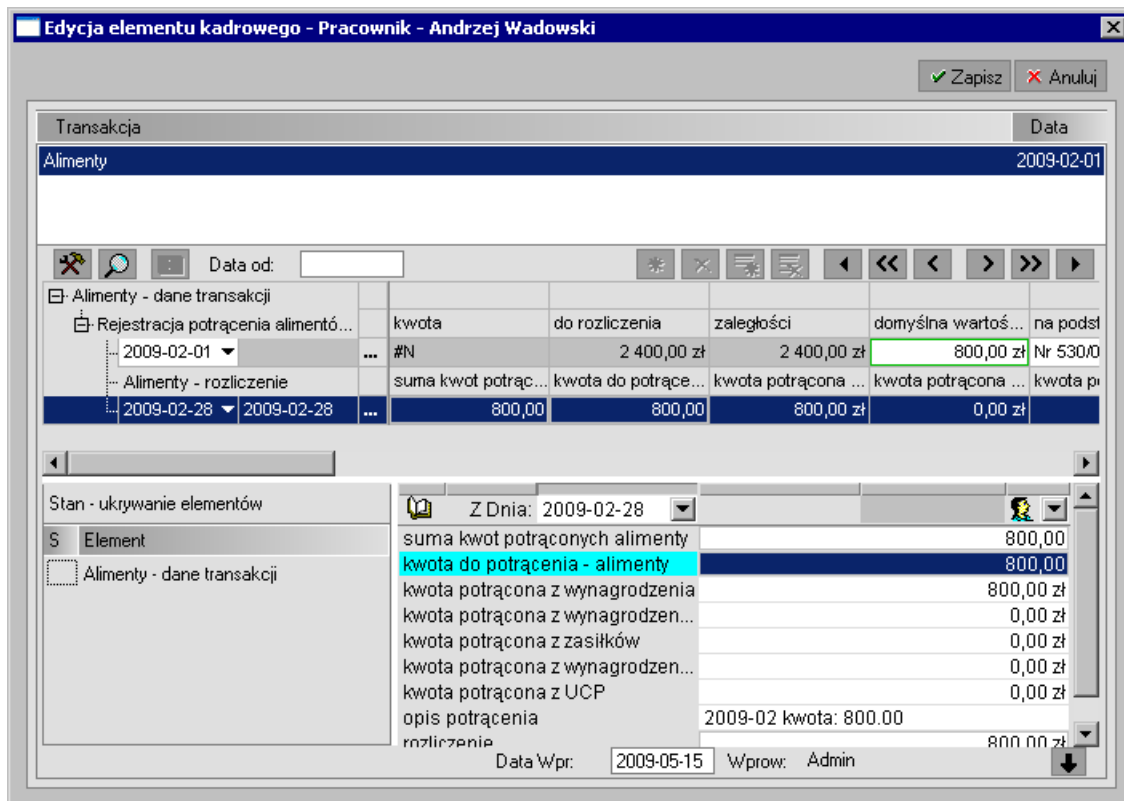 Edycja elementu kadrowego - Pracownik - Andrzej Wadowski
Zapisz Anuluj
Transakcja Data
Alimenty 2009-02-01
Data od:
Alimenty - dane transakcji
Rejestracja potrącenia alimentó... kwota do rozliczenia zaległości domyślna wartoś... na podst
2009-02-01 ... #N 2 400,00 zł 2 400,00 zł 800,00 zł Nr 530/0
Alimenty - rozliczenie suma kwot potrąc... kwota do potrące... kwota potrącona ... kwota potrącona ... kwota p
2009-02-28 2009-02-28 ... 800,00 800,00 800,00 zł 0,00 zł
Stan - ukrywanie elementów
S Element
Alimenty - dane transakcji
Z Dnia: 2009-02-28
suma kwot potrąconych alimenty 800,00
kwota do potrącenia - alimenty 800,00
kwota potrącona z wynagrodzenia 800,00 zł
kwota potrącona z wynagrodzen... 0,00 zł
kwota potrącona z zasiłków 0,00 zł
kwota potrącona z wynagrodzen... 0,00 zł
kwota potrącona z UCP 0,00 zł
opis potrącenia 2009-02 kwota: 800.00
rozliczenie 800,00 zł
Data Wpr: 2009-05-15 Wprow: Admin